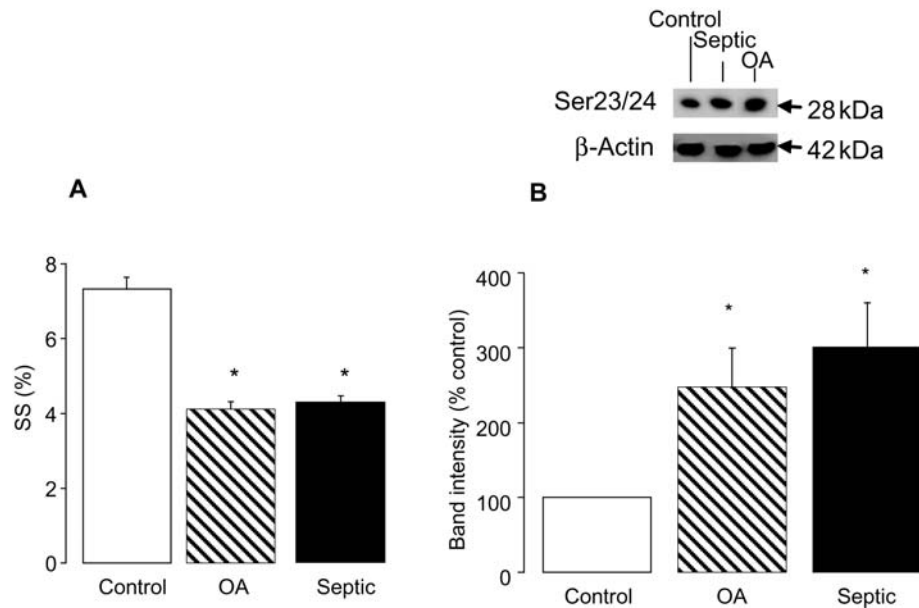 Control
Septic
OA
Ser23/24
28 kDa
β-Actin
42 kDa
A
B
SS (%)
8
6
4
2
0
*
*
Control
OA
Septic
Band intensity (% control)
400
300
200
100
0
*
*
Control
OA
Septic